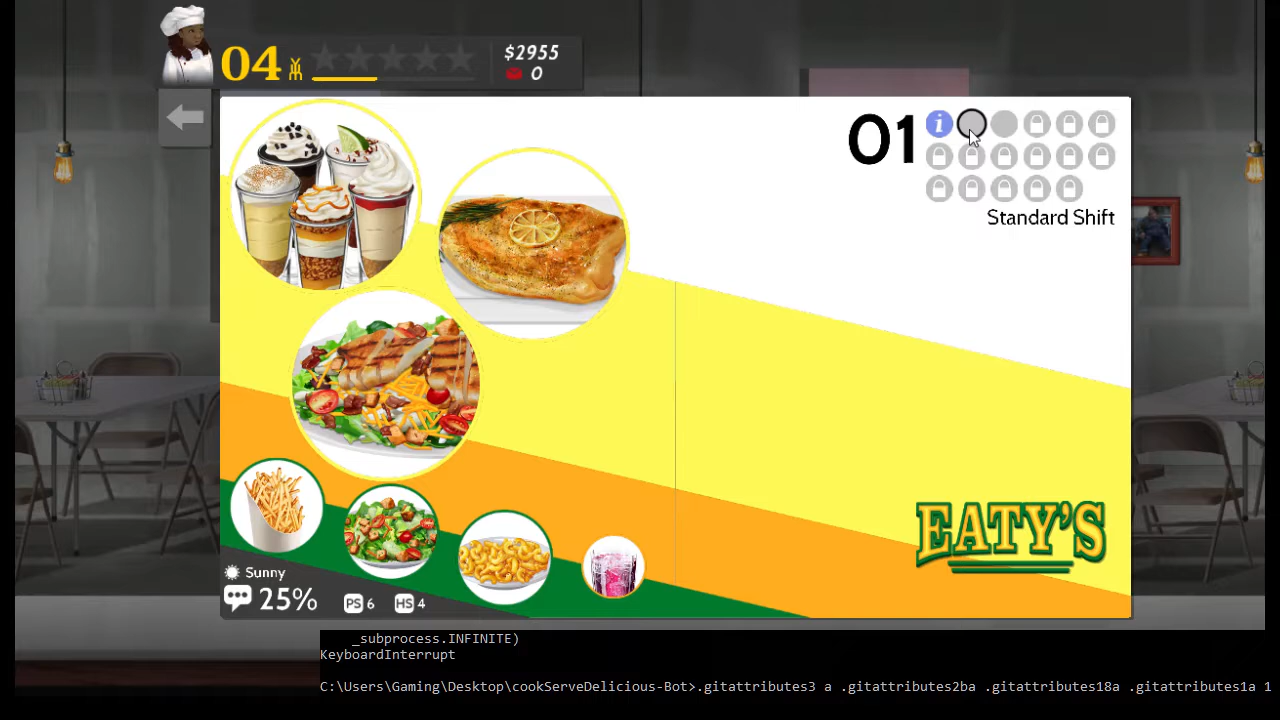 04
$2955
0
01
i
Standard Shift
EATY'S
Sunny
25%
PS 6
HS 4
_subprocess.INFINITE)
KeyboardInterrupt
C:\Users\Gaming\Desktop\cookServeDelicious-Bot>.gitattributes3 a .gitattributes2ba .gitattributes18a .gitattributes1a 1